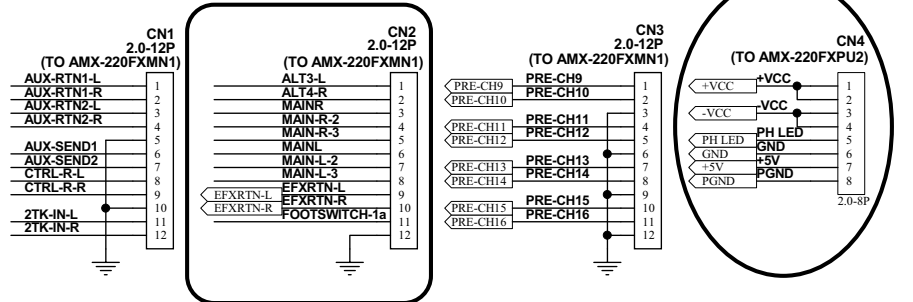 CN1
2.0-12P
(TO AMX-220FXMN1)
AUX-RTN1-L
AUX-RTN1-R
AUX-RTN2-L
AUX-RTN2-R
AUX-SEND1
AUX-SEND2
CTRL-R-L
CTRL-R-R
2TK-IN-L
2TK-IN-R
1
2
3
4
5
6
7
8
9
10
11
12
CN2
2.0-12P
(TO AMX-220FXMN1)
ALT3-L
ALT4-R
MAINR
MAIN-R-2
MAIN-R-3
MAINL
MAIN-L-2
MAIN-L-3
EFXRTN-L EFXRTN-L
EFXRTN-R EFXRTN-R
FOOTSWITCH-1a
1
2
3
4
5
6
7
8
9
10
11
12
CN3
2.0-12P
(TO AMX-220FXMN1)
PRE-CH9 PRE-CH9
PRE-CH10 PRE-CH10
PRE-CH11 PRE-CH11
PRE-CH12 PRE-CH12
PRE-CH13 PRE-CH13
PRE-CH14 PRE-CH14
PRE-CH15 PRE-CH15
PRE-CH16 PRE-CH16
1
2
3
4
5
6
7
8
9
10
11
12
CN4
(TO AMX-220FXPU2)
+VCC +VCC
-VCC -VCC
PH LED PH LED
GND GND
+5V +5V
PGND PGND
1
2
3
4
5
6
7
8
2.0-8P